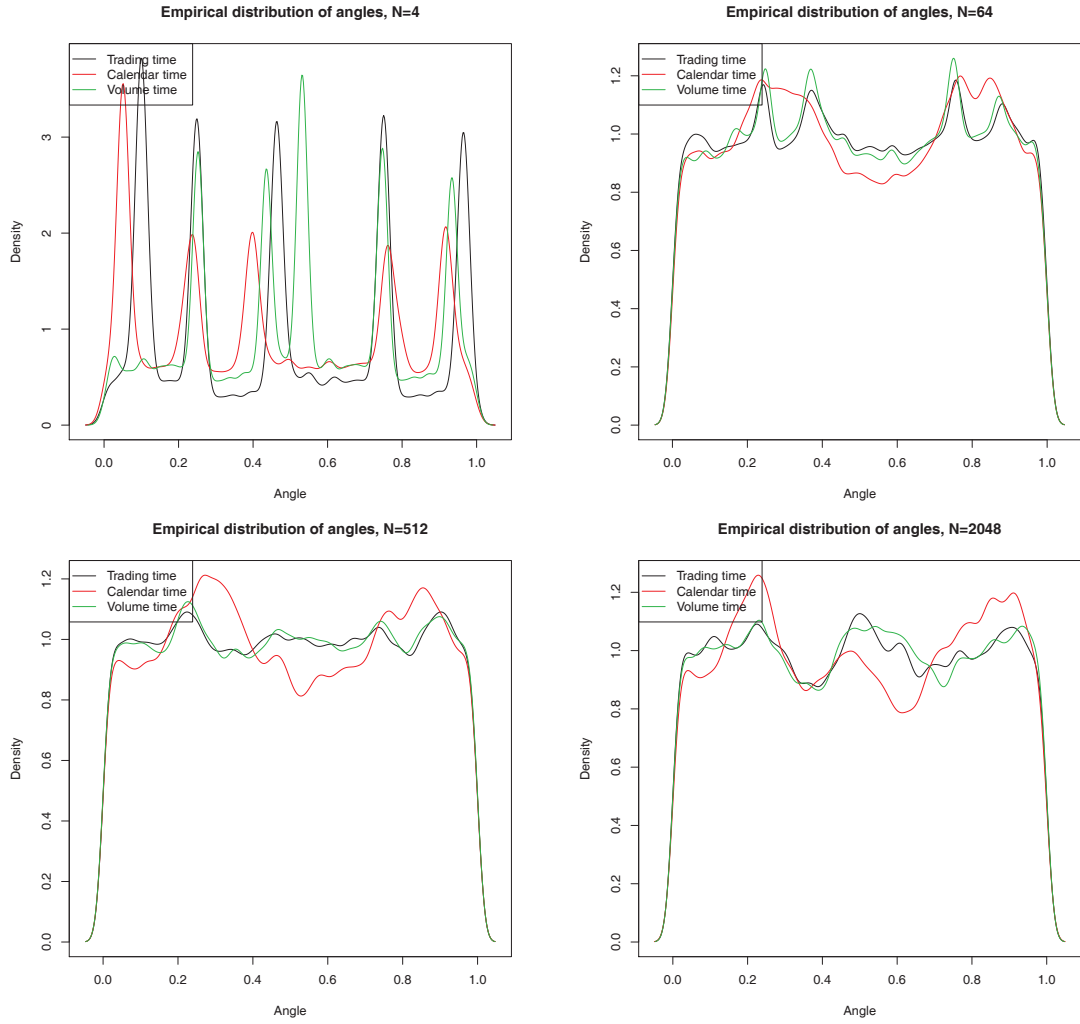 Empirical distribution of angles, N=4
Trading time
Calendar time
Volume time
Density
0
1
2
3
0.0 0.2 0.4 0.6 0.8 1.0
Angle
Empirical distribution of angles, N=64
Trading time
Calendar time
Volume time
Density
0.0 0.2 0.4 0.6 0.8 1.0 1.2
0.0 0.2 0.4 0.6 0.8 1.0
Angle
Empirical distribution of angles, N=512
Trading time
Calendar time
Volume time
Density
0.0 0.2 0.4 0.6 0.8 1.0 1.2
0.0 0.2 0.4 0.6 0.8 1.0
Angle
Empirical distribution of angles, N=2048
Trading time
Calendar time
Volume time
Density
0.0 0.2 0.4 0.6 0.8 1.0 1.2
0.0 0.2 0.4 0.6 0.8 1.0
Angle